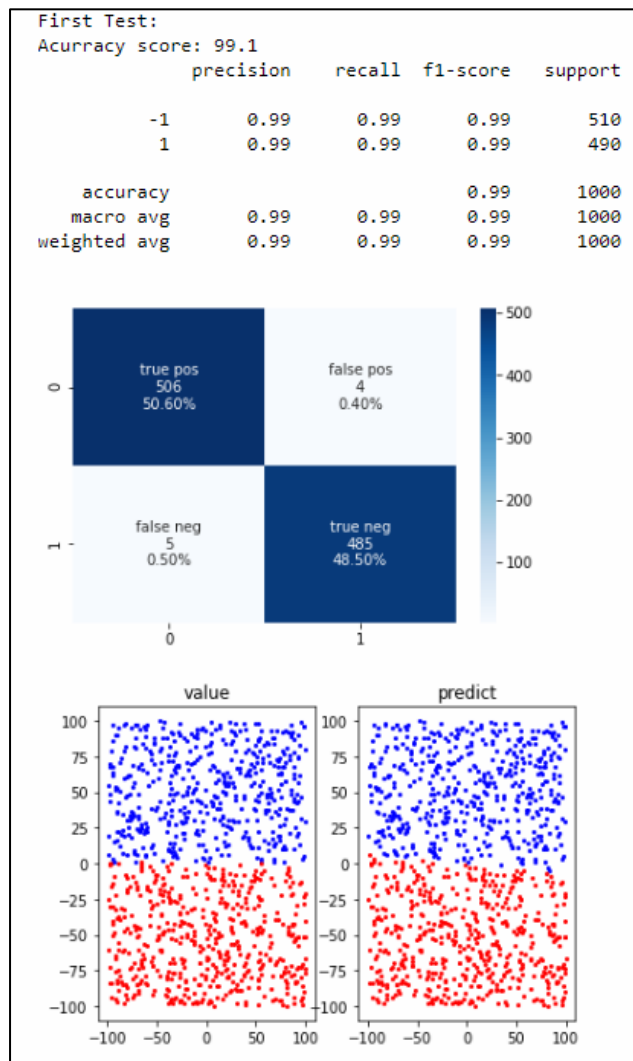 First Test:
Acurracy score: 99.1
precision recall f1-score support
-1 0.99 0.99 0.99 510
1 0.99 0.99 0.99 490
accuracy 0.99 1000
macro avg 0.99 0.99 0.99 1000
weighted avg 0.99 0.99 0.99 1000
true pos
506
50.60%
false pos
4
0.40%
false neg
5
0.50%
true neg
485
48.50%
0
1
0 1
500
400
300
200
100
value
100
75
50
25
0
−25
−50
−75
−100
−100 −50 0 50 100
predict
100
75
50
25
0
−25
−50
−75
−100
−100 −50 0 50 100